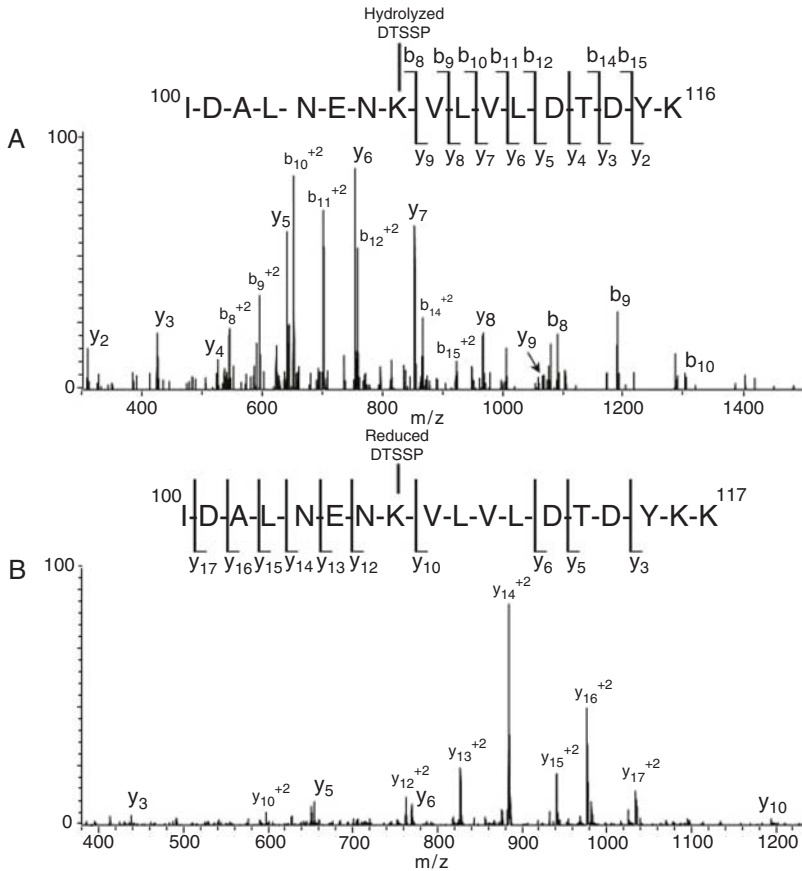 Hydrolyzed
DTSSP
b8 b9 b10 b11 b12 b14 b15
100 I-D-A-L- N-E-N-K-V-L-V-L-D-T-D-Y-K 116
y9 y8 y7 y6 y5 y4 y3 y2
A
100
0
y2
y3
y4
b8+2
b9+2
y5
b10+2
b11+2
y6
b12+2
y7
b14+2
b15+2
y8
y9
b8
b9
b10
400 600 800 1000 1200 1400
m/z
Reduced
DTSSP
100 I-D-A-L-N-E-N-K-V-L-V-L-D-T-D-Y-K-K 117
y17 y16 y15 y14 y13 y12 y10 y6 y5 y3
B
100
0
y3
y10+2
y5
y12+2
y6
y13+2
y14+2
y15+2
y16+2
y17+2
y10
400 500 600 700 800 900 1000 1100 1200
m/z